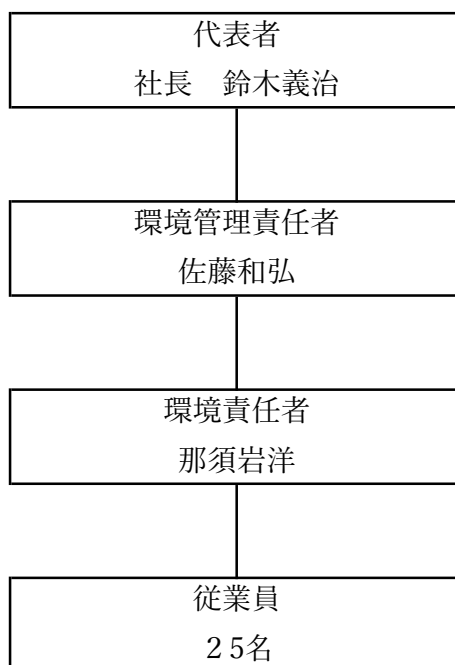 代表者
社長　鈴木義治
環境管理責任者
佐藤和弘
環境責任者
那須岩洋
従業員
２５名